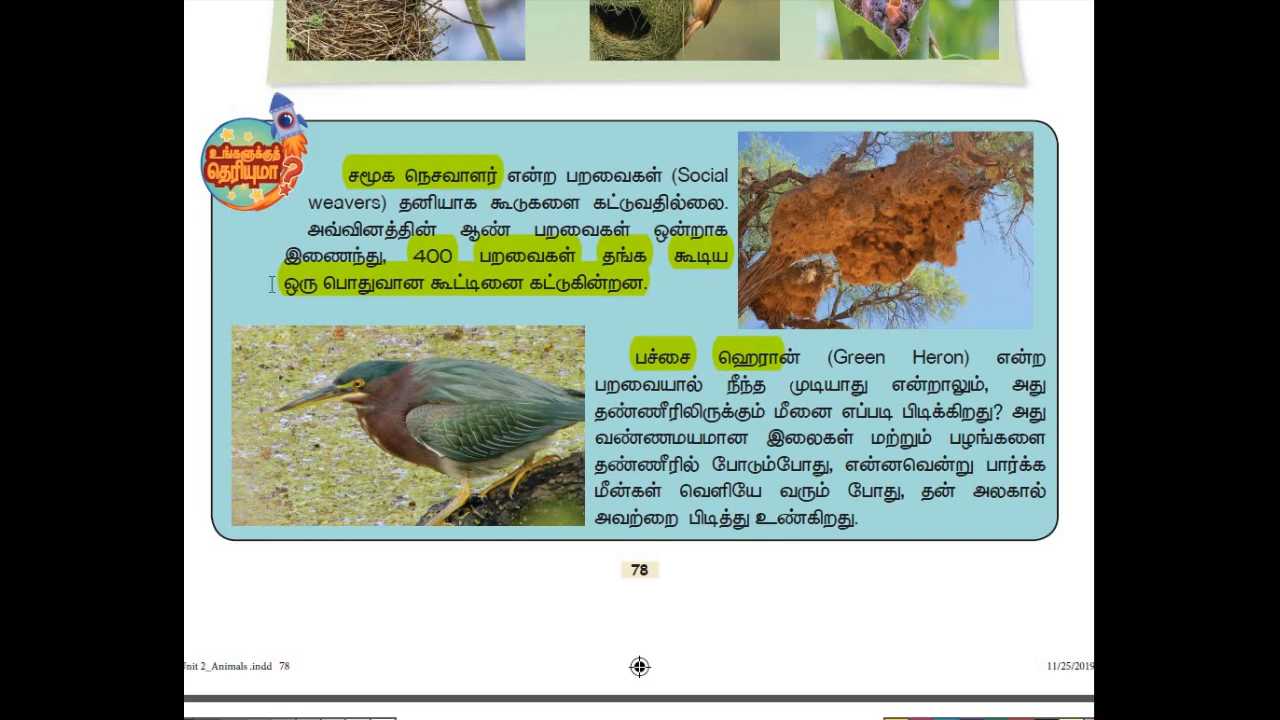 உங்களுக்குத்
தெரியுமா?
சமூக நெசவாளர் என்ற பறவைகள் (Social
weavers) தனியாக கூடுகளை கட்டுவதில்லை.
அவ்வினத்தின் ஆண் பறவைகள் ஒன்றாக
இணைந்து, 400 பறவைகள் தங்க கூடிய
ஒரு பொதுவான கூட்டினை கட்டுகின்றன.
பச்சை ஹெரான் (Green Heron) என்ற
பறவையால் நீந்த முடியாது என்றாலும், அது
தண்ணீரிலிருக்கும் மீனை எப்படி பிடிக்கிறது? அது
வண்ணமயமான இலைகள் மற்றும் பழங்களை
தண்ணீரில் போடும்போது, என்னவென்று பார்க்க
மீன்கள் வெளியே வரும் போது, தன் அலகால்
அவற்றை பிடித்து உண்கிறது.
78
Unit 2_Animals .indd 78
11/25/2019